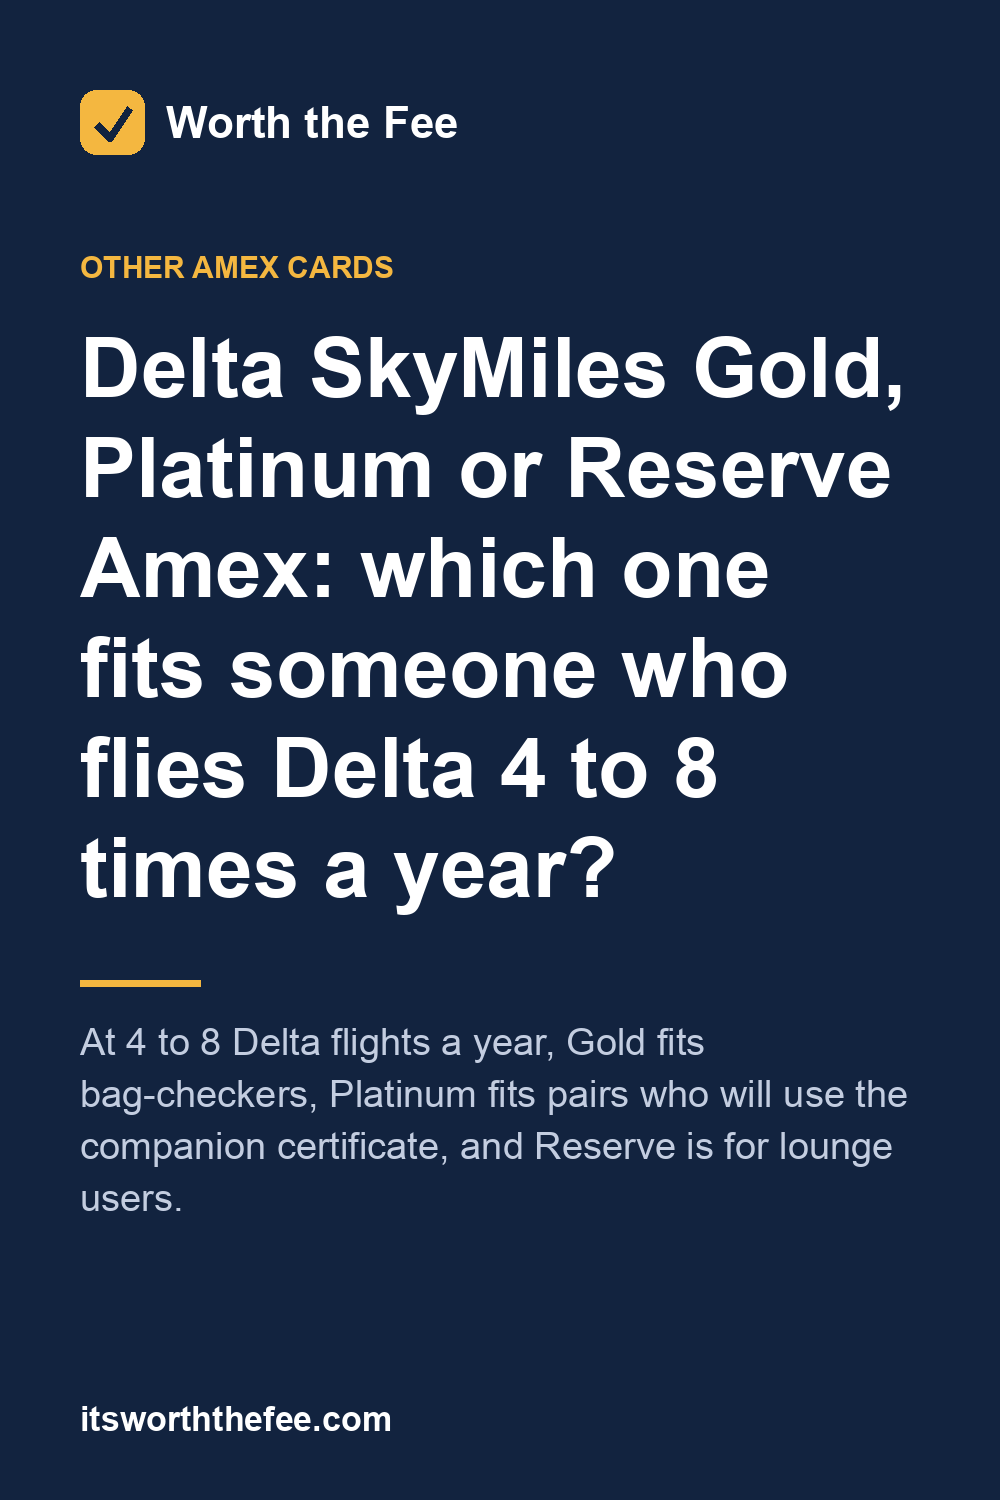 Worth the Fee
OTHER AMEX CARDS
Delta SkyMiles Gold,
Platinum or Reserve
Amex: which one
fits someone who
flies Delta 4 to 8
times a year?
At 4 to 8 Delta flights a year, Gold fits
bag-checkers, Platinum fits pairs who will use the
companion certificate, and Reserve is for lounge
users.
itsworththefee.com